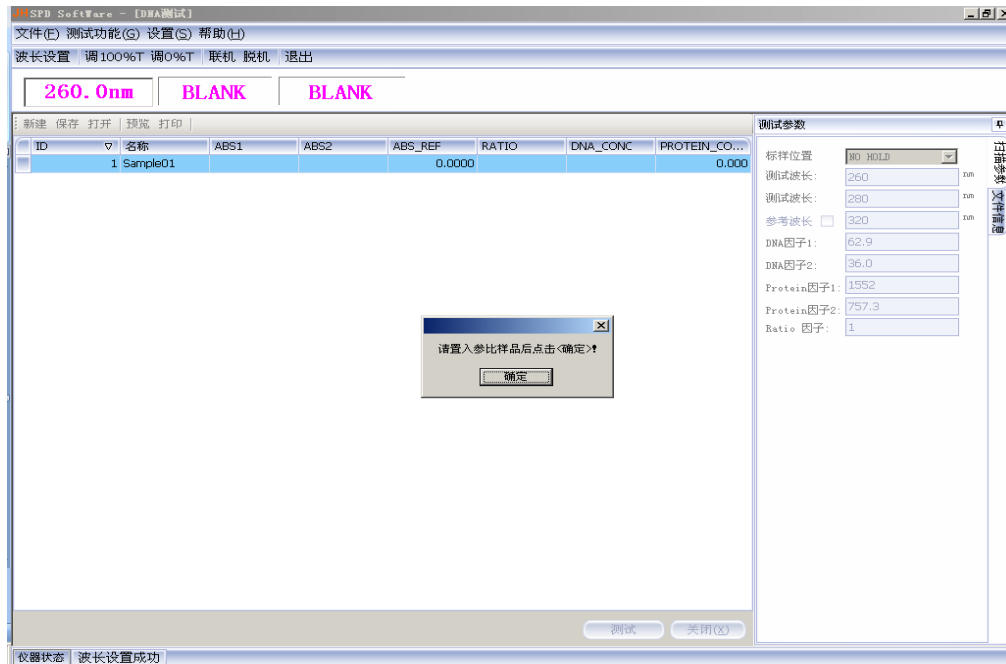 SPD SoftWare - [DNA测试]
文件(F) 测试功能(G) 设置(S) 帮助(H)
波长设置 调100%T 调0%T 联机 脱机 退出
260.0nm BLANK BLANK
新建 保存 打开 预览 打印
ID 名称 ABS1 ABS2 ABS_REF RATIO DNA_CONC PROTEIN_CO...
1 Sample01 0.0000 0.000
测试参数
标样位置 NO HOLD
测试波长: 260 nm
测试波长: 280 nm
参考波长 320 nm
DNA因子1: 62.9
DNA因子2: 36.0
Protein因子1: 1552
Protein因子2: 757.3
Ratio 因子: 1
扫描参数
文件信息
请置入参比样品后点击<确定>!
确定
测试 关闭(X)
仪器状态 波长设置成功